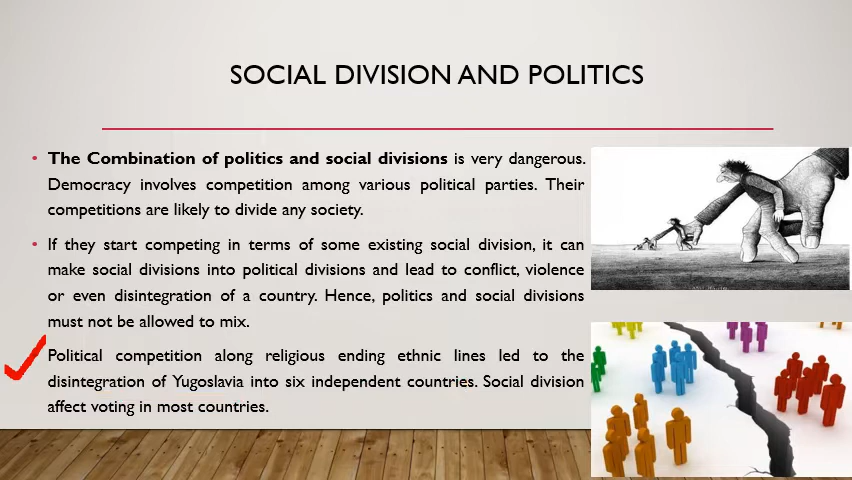 SOCIAL DIVISION AND POLITICS
• The Combination of politics and social divisions is very dangerous.
Democracy involves competition among various political parties. Their
competitions are likely to divide any society.
• If they start competing in terms of some existing social division, it can
make social divisions into political divisions and lead to conflict, violence
or even disintegration of a country. Hence, politics and social divisions
must not be allowed to mix.
Political competition along religious ending ethnic lines led to the
disintegration of Yugoslavia into six independent countries. Social division
affect voting in most countries.